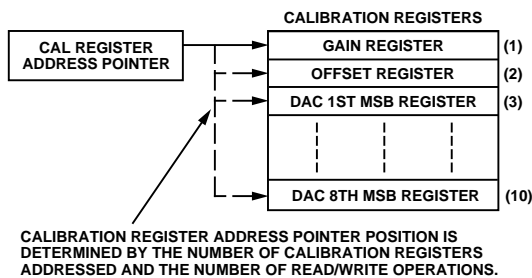 CALIBRATION REGISTERS
CAL REGISTER
ADDRESS POINTER
GAIN REGISTER (1)
OFFSET REGISTER (2)
DAC 1ST MSB REGISTER (3)
DAC 8TH MSB REGISTER (10)
CALIBRATION REGISTER ADDRESS POINTER POSITION IS
DETERMINED BY THE NUMBER OF CALIBRATION REGISTERS
ADDRESSED AND THE NUMBER OF READ/WRITE OPERATIONS.